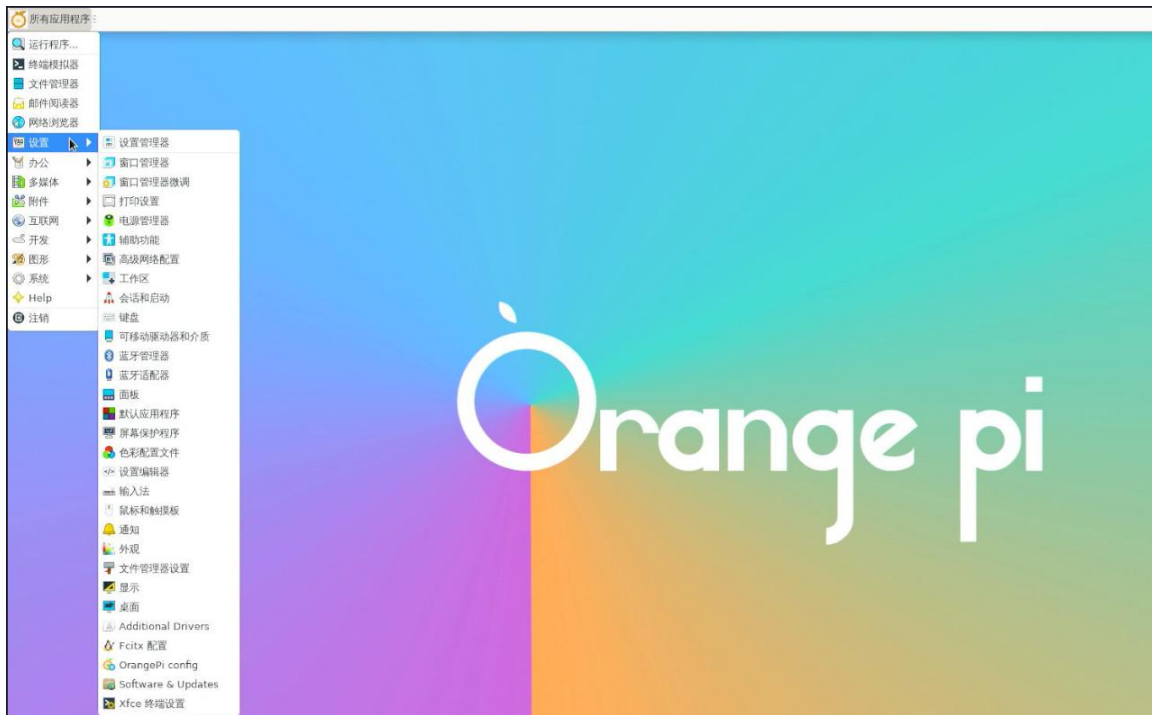 所有应用程序
运行程序...
终端模拟器
文件管理器
邮件阅读器
网络浏览器
设置
办公
多媒体
附件
互联网
开发
图形
系统
Help
注销
设置管理器
窗口管理器
窗口管理器微调
打印设置
电源管理器
辅助功能
高级网络配置
工作区
会话和启动
键盘
可移动驱动器和介质
蓝牙管理器
蓝牙适配器
面板
默认应用程序
屏幕保护程序
色彩配置文件
设置编辑器
输入法
鼠标和触摸板
通知
外观
文件管理器设置
显示
桌面
Additional Drivers
Fcitx 配置
OrangePi config
Software & Updates
Xfce 终端设置
Orange pi